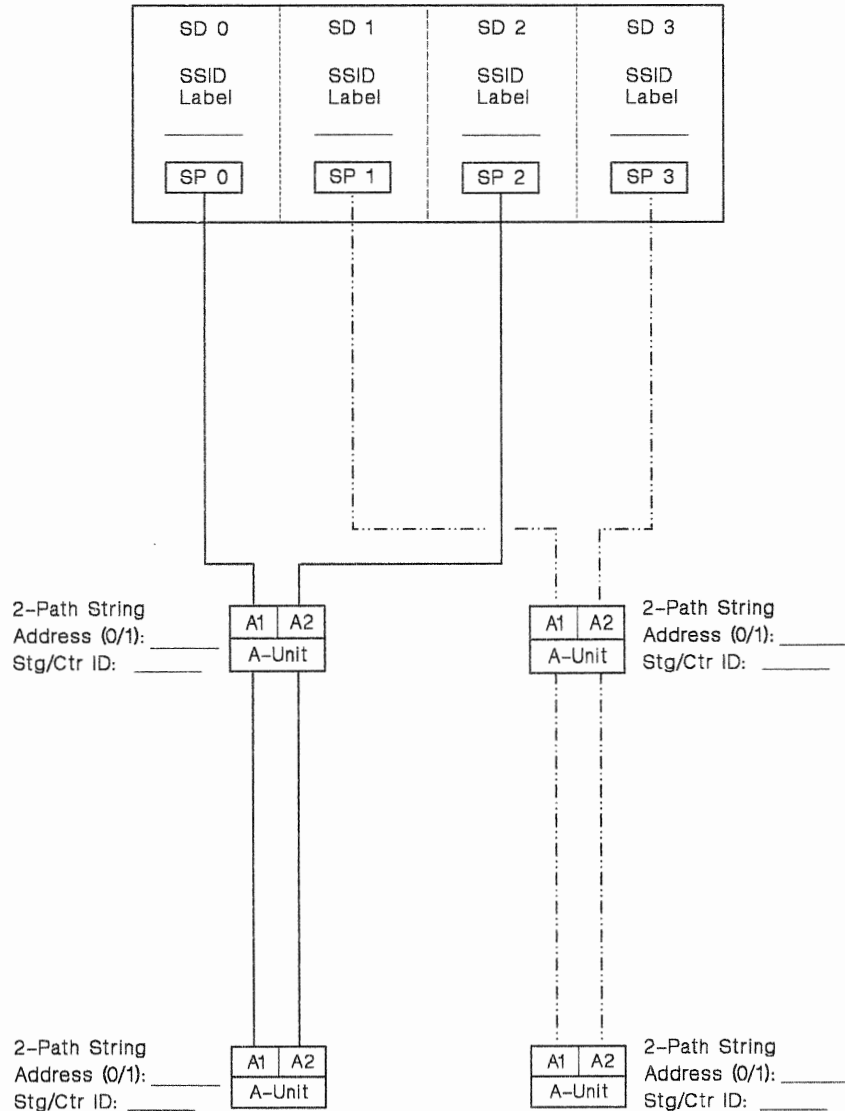 SD 0 SD 1 SD 2 SD 3
SSID SSID SSID SSID
Label Label Label Label
SP 0 SP 1 SP 2 SP 3
2-Path String
Address (0/1):
Stg/Ctr ID:
A1 A2
A-Unit
A1 A2
A-Unit
2-Path String
Address (0/1):
Stg/Ctr ID:
2-Path String
Address (0/1):
Stg/Ctr ID:
A1 A2
A-Unit
A1 A2
A-Unit
2-Path String
Address (0/1):
Stg/Ctr ID: